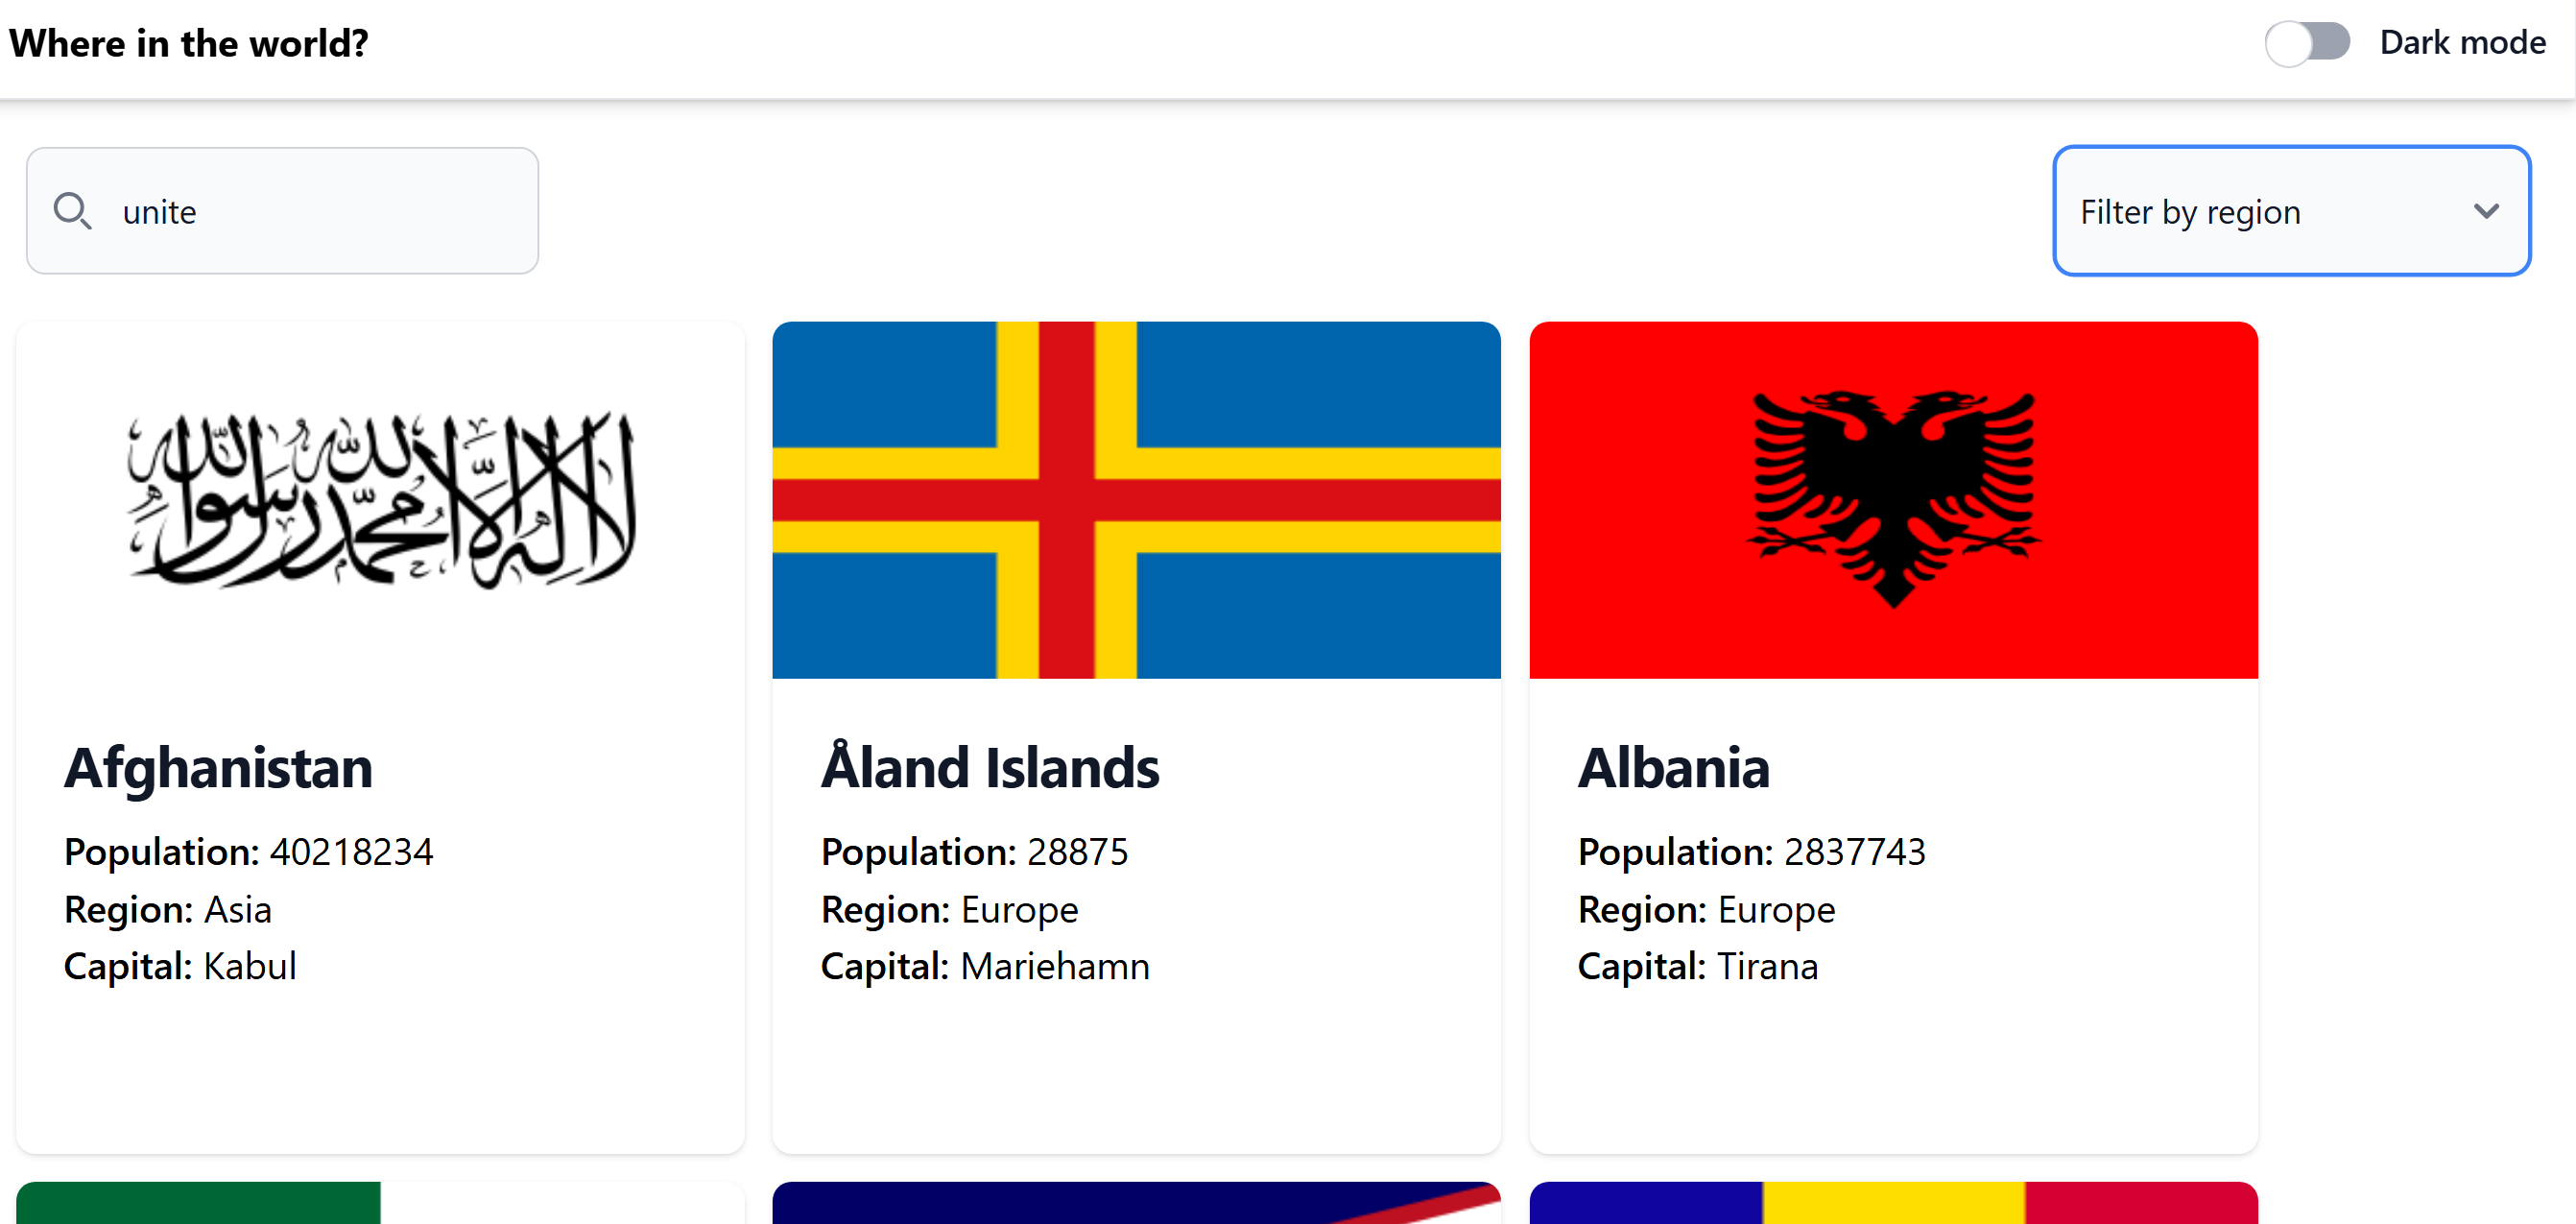 Where in the world?
Dark mode
unite
Filter by region
لا إله إلا الله محمد رسول الله
Afghanistan
Population: 40218234
Region: Asia
Capital: Kabul
Åland Islands
Population: 28875
Region: Europe
Capital: Mariehamn
Albania
Population: 2837743
Region: Europe
Capital: Tirana